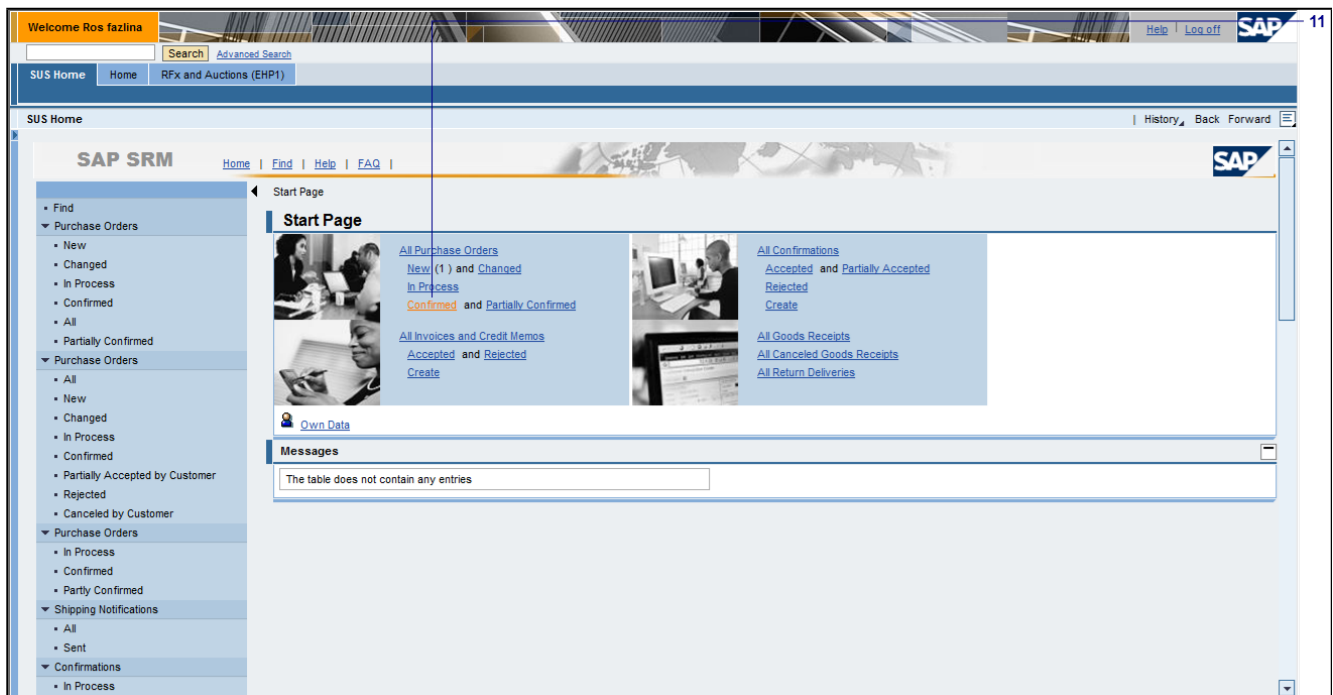 Welcome Ros fazlina
Help | Log off
SAP
11
Search Advanced Search
SUS Home Home RFx and Auctions (EHP1)
SUS Home
| History Back Forward
SAP SRM Home | Find | Help | FAQ |
SAP
Start Page
Start Page
Find
Purchase Orders
New
Changed
In Process
Confirmed
All
Partially Confirmed
Purchase Orders
All
New
Changed
In Process
Confirmed
Partially Accepted by Customer
Rejected
Canceled by Customer
Purchase Orders
In Process
Confirmed
Partly Confirmed
Shipping Notifications
All
Sent
Confirmations
In Process
All Purchase Orders
New (1 ) and Changed
In Process
Confirmed and Partially Confirmed
All Confirmations
Accepted and Partially Accepted
Rejected
Create
All Invoices and Credit Memos
Accepted and Rejected
Create
All Goods Receipts
All Canceled Goods Receipts
All Return Deliveries
Own Data
Messages
The table does not contain any entries